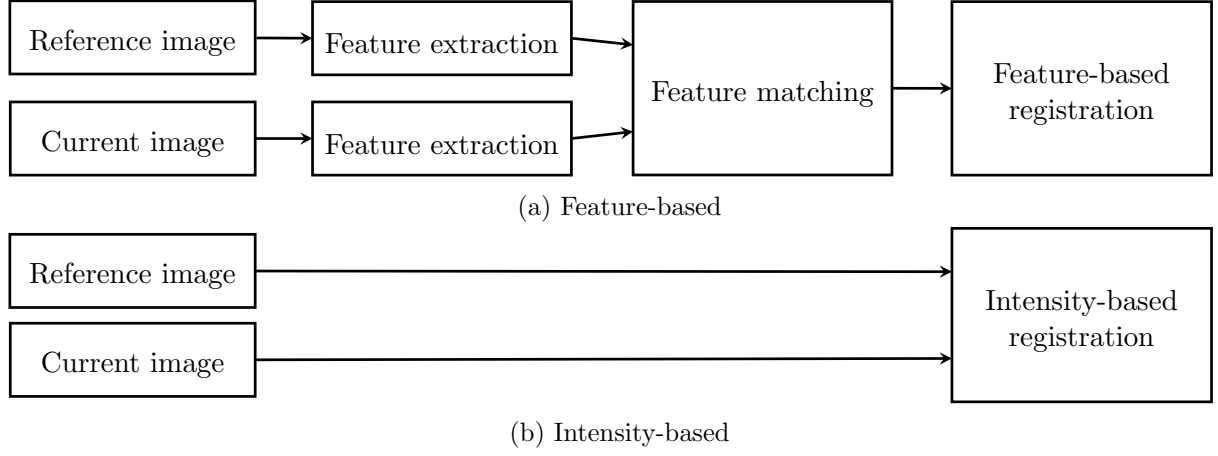 Reference image
Feature extraction
Feature matching
Feature-based
registration
Current image
Feature extraction
(a) Feature-based
Reference image
Intensity-based
registration
Current image
(b) Intensity-based